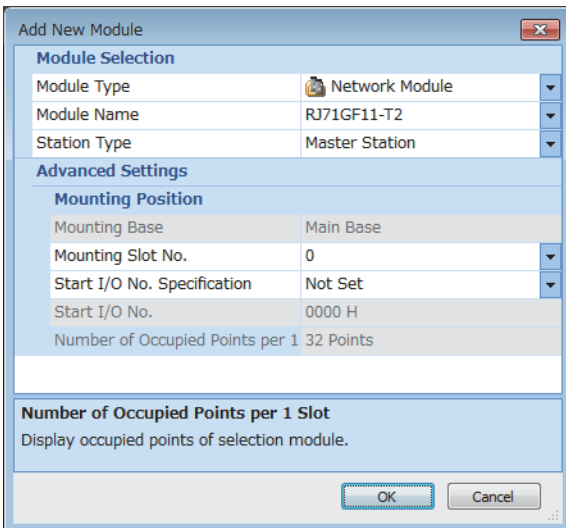 Add New Module
Module Selection
Module Type Network Module
Module Name RJ71GF11-T2
Station Type Master Station
Advanced Settings
Mounting Position
Mounting Base Main Base
Mounting Slot No. 0
Start I/O No. Specification Not Set
Start I/O No. 0000 H
Number of Occupied Points per 1 32 Points
Number of Occupied Points per 1 Slot
Display occupied points of selection module.
OK Cancel